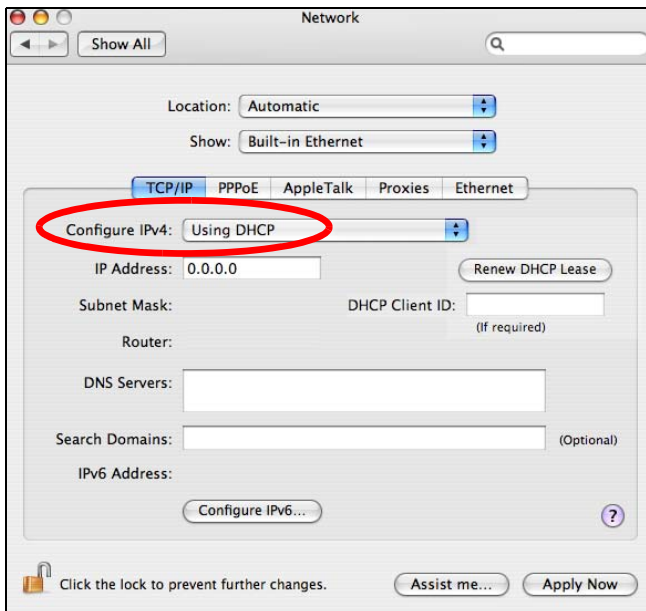 Network
Show All
Location: Automatic
Show: Built-in Ethernet
TCP/IP PPPoE AppleTalk Proxies Ethernet
Configure IPv4: Using DHCP
IP Address: 0.0.0.0 Renew DHCP Lease
Subnet Mask: DHCP Client ID:
(If required)
Router:
DNS Servers:
Search Domains: (Optional)
IPv6 Address:
Configure IPv6... ?
Click the lock to prevent further changes. Assist me... Apply Now